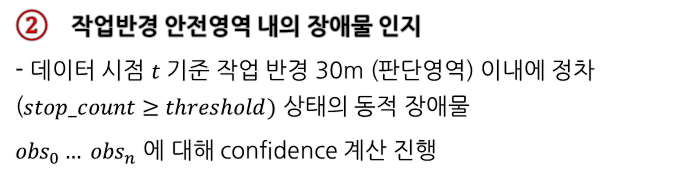 ② 작업반경 안전영역 내의 장애물 인지
- 데이터 시점 t 기준 작업 반경 30m (판단영역) 이내에 정차
(stop_count ≥ threshold) 상태의 동적 장애물
obs₀ ... obsₙ 에 대해 confidence 계산 진행